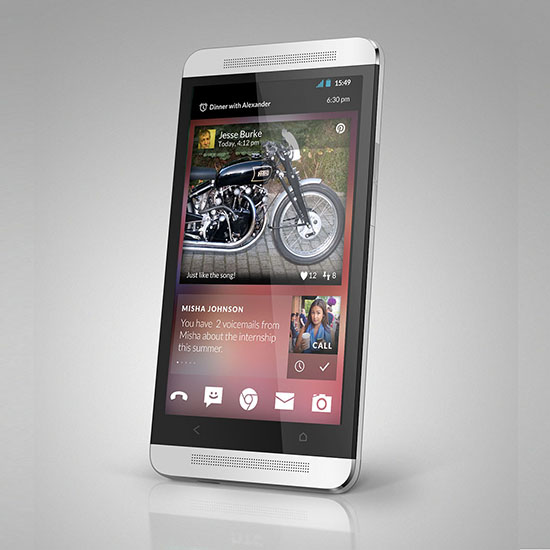 15:49
Dinner with Alexander
6:30 pm
Jesse Burke
Today, 4:12 pm
Just like the song!
12
8
MISHA JOHNSON
You have 2 voicemails from
Misha about the internship
this summer.
CALL